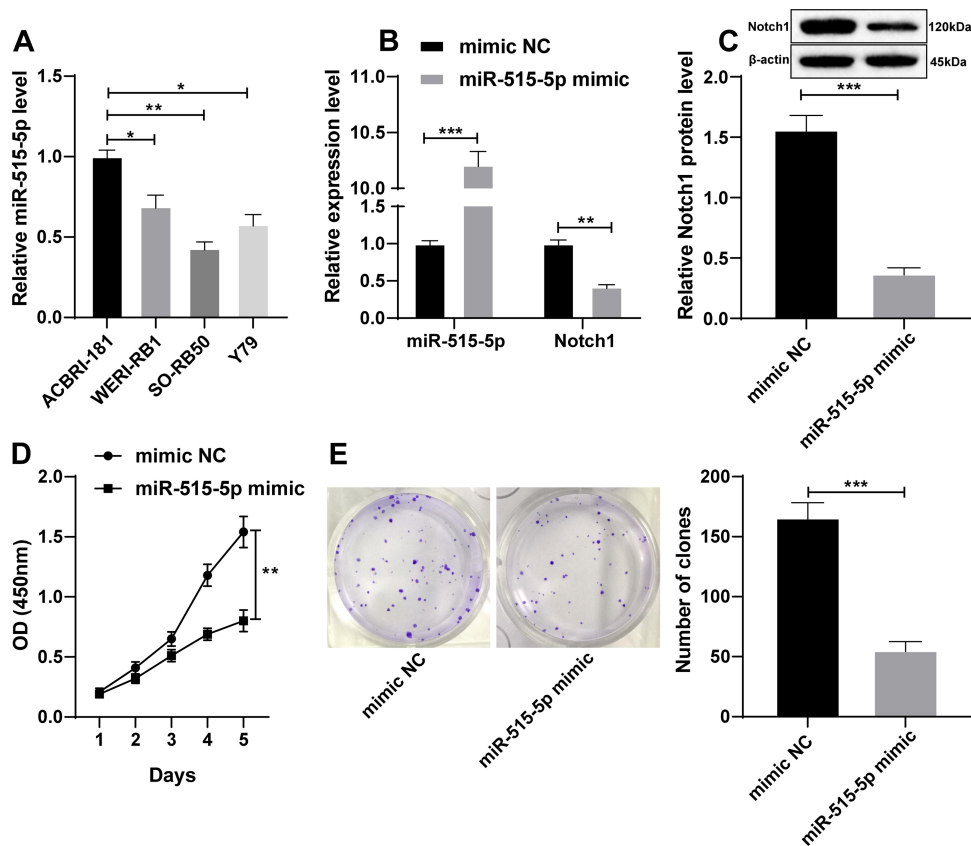 A
Relative miR-515-5p level
1.5
1.0
0.5
0.0
*
**
*
ACBRI-181
WERI-RB1
SO-RB50
Y79
B
mimic NC
miR-515-5p mimic
Relative expression level
11.0
10.5
10.0
1.5
1.0
0.5
0.0
***
**
miR-515-5p
Notch1
C
Notch1
120kDa
β-actin
45kDa
Relative Notch1 protein level
2.0
1.5
1.0
0.5
0.0
***
mimic NC
miR-515-5p mimic
D
mimic NC
miR-515-5p mimic
OD (450nm)
2.0
1.5
1.0
0.5
0.0
**
1 2 3 4 5
Days
E
mimic NC
miR-515-5p mimic
Number of clones
200
150
100
50
0
***
mimic NC
miR-515-5p mimic